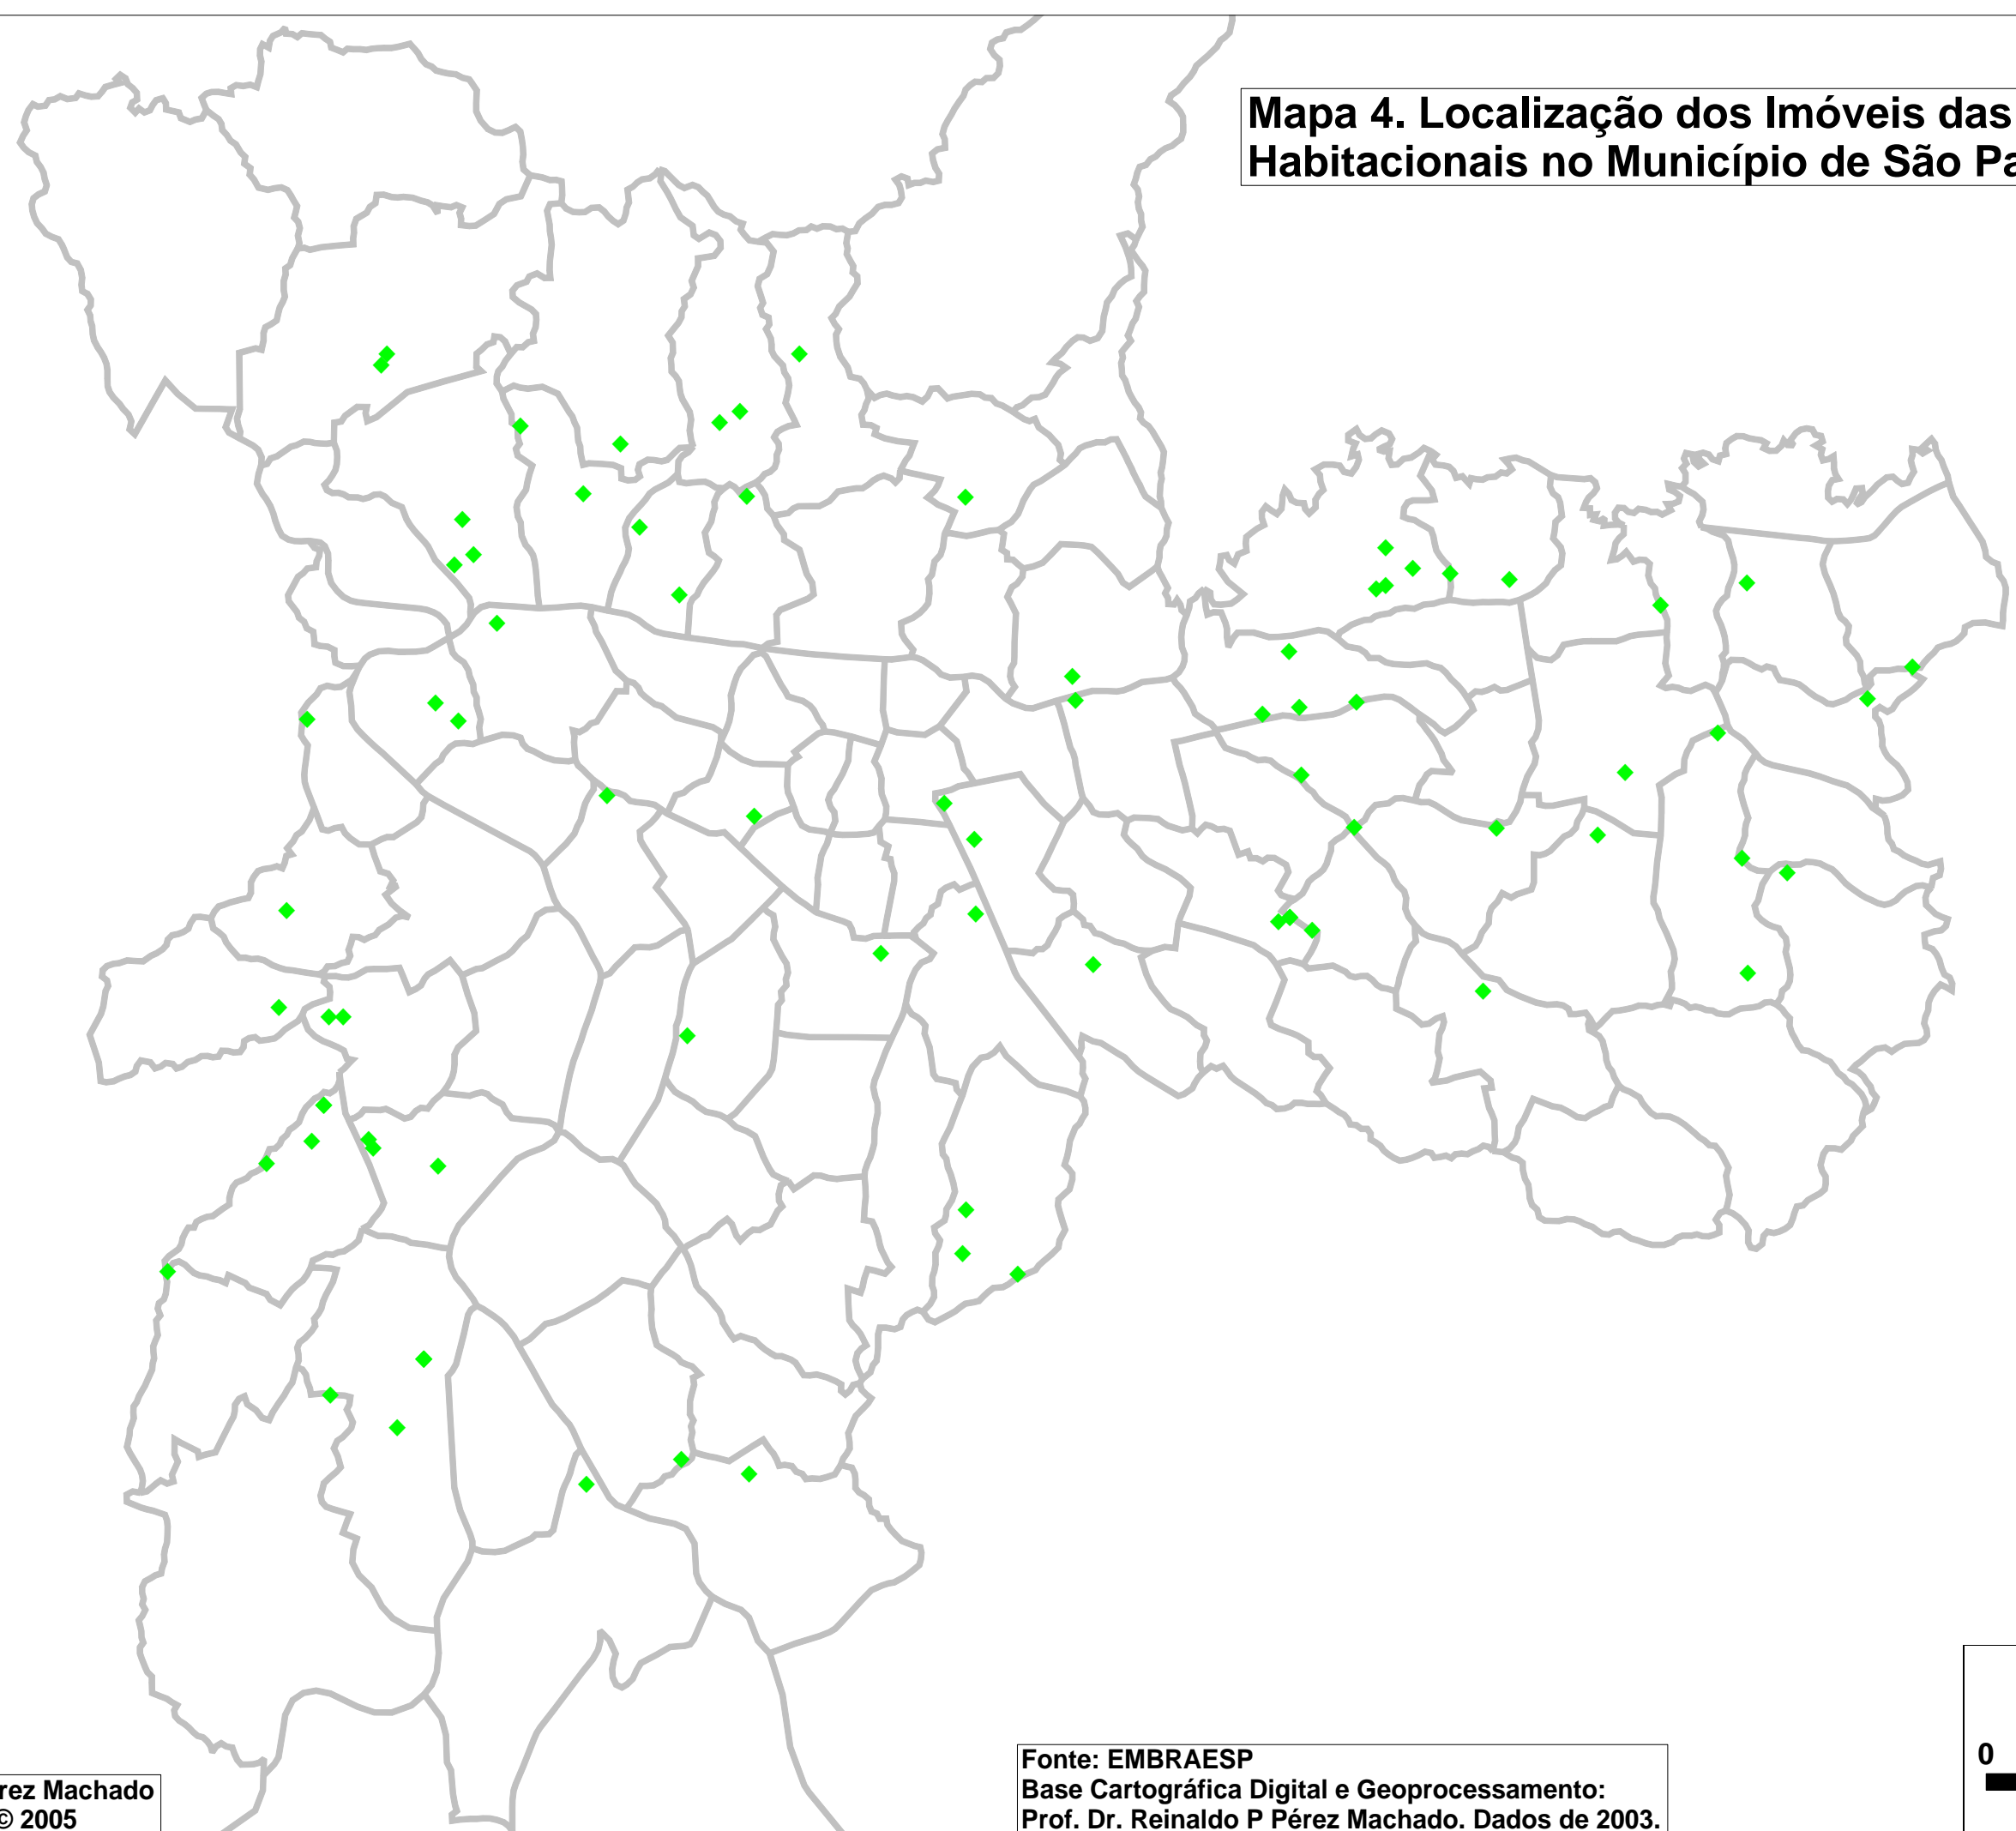 Mapa 4. Localização dos Imóveis das
Habitacionais no Município de São
rez Machado
© 2005
Fonte: EMBRAESP
Base Cartográfica Digital e Geoprocessamento:
Prof. Dr. Reinaldo P Pérez Machado. Dados de 2003.
0